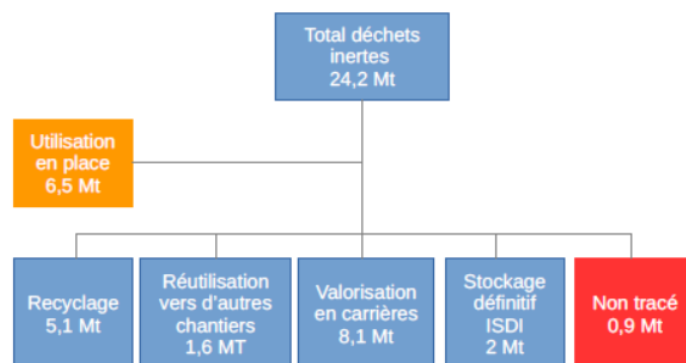 Total déchets
inertes
24,2 Mt
Utilisation
en place
6,5 Mt
Recyclage
5,1 Mt
Réutilisation
vers d'autres
chantiers
1,6 MT
Valorisation
en carrières
8,1 Mt
Stockage
définitif
ISDI
2 Mt
Non tracé
0,9 Mt